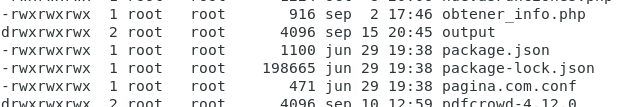 -rwxrwxrwx 1 root root 916 sep 2 17:46 obtener_info.php
drwxrwxrwx 2 root root 4096 sep 15 20:45 output
-rwxrwxrwx 1 root root 1100 jun 29 19:38 package.json
-rwxrwxrwx 1 root root 198665 jun 29 19:38 package-lock.json
-rwxrwxrwx 1 root root 471 jun 29 19:38 pagina.com.conf
drwxrwxrwx 2 root root 4096 sep 10 12:59 pdfcrowd-4.12.0